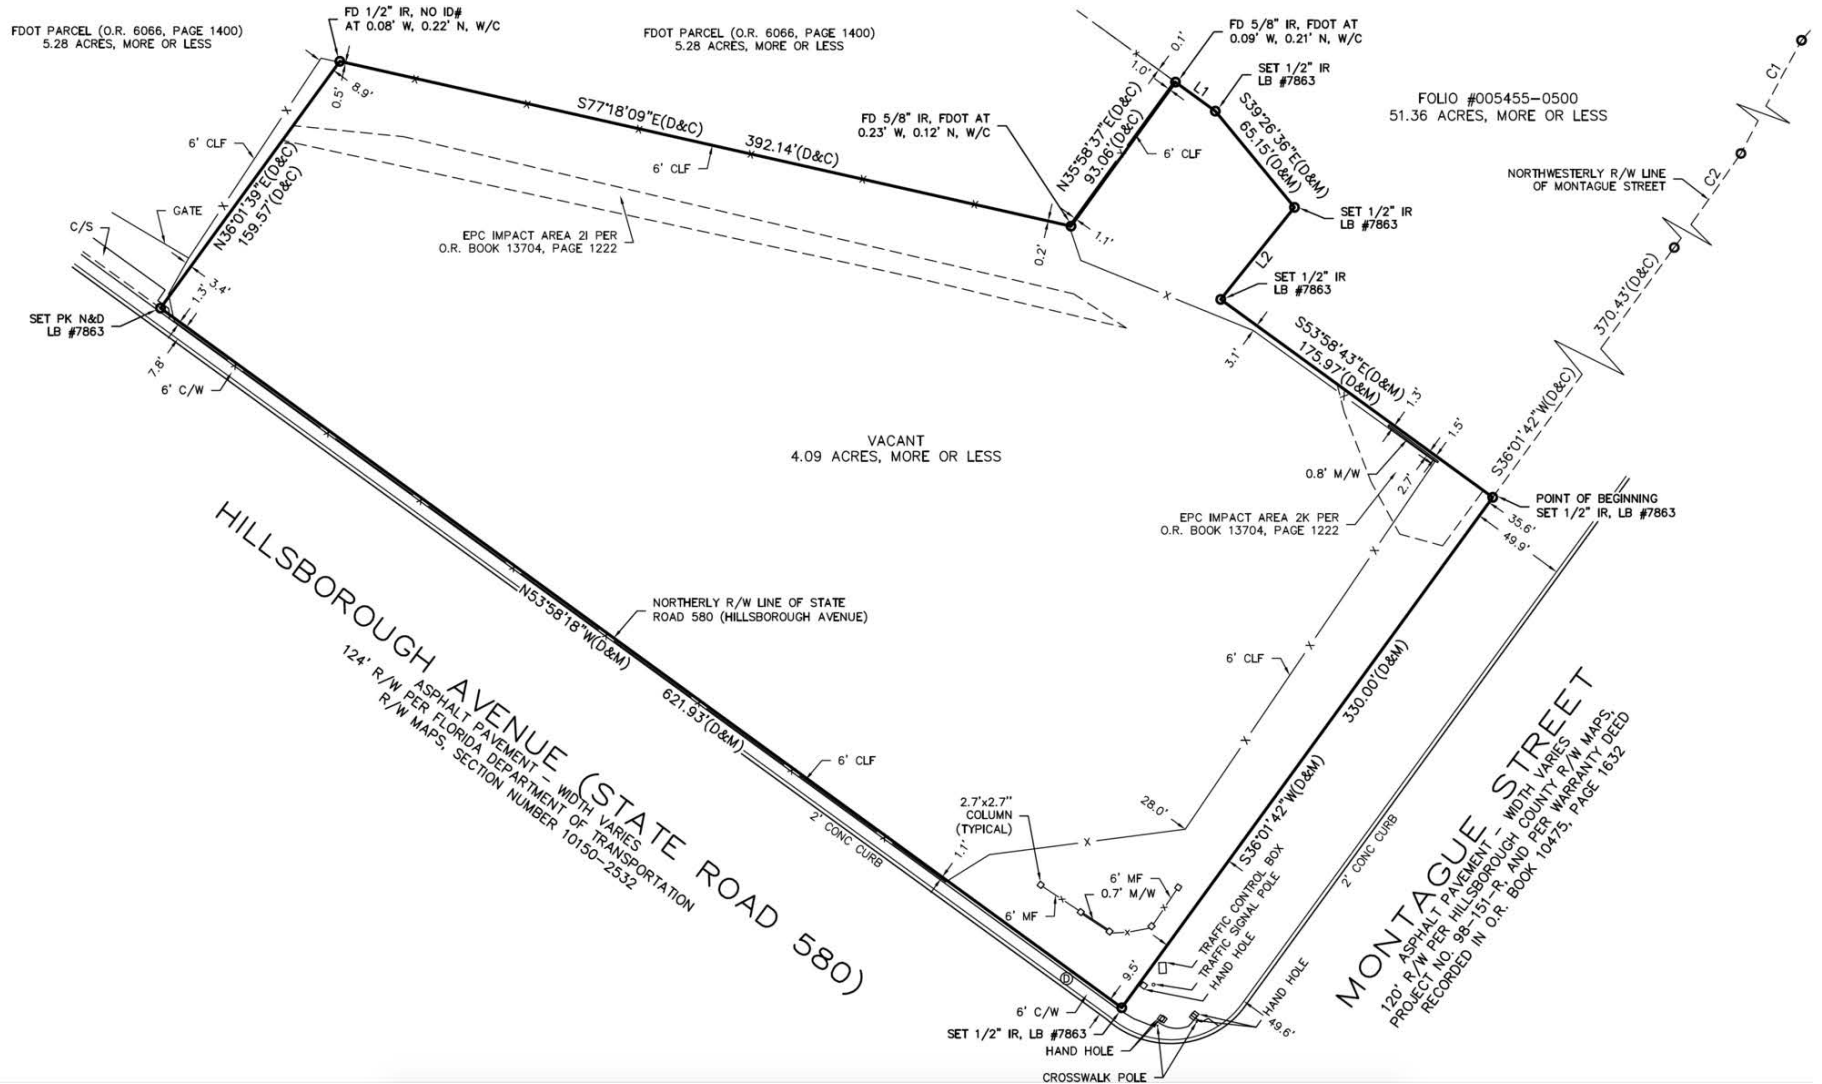 FDOT PARCEL (O.R. 6066, PAGE 1400)
5.28 ACRES, MORE OR LESS
FD 1/2" IR, NO ID#
AT 0.08' W, 0.22' N, W/C
FDOT PARCEL (O.R. 6066, PAGE 1400)
5.28 ACRES, MORE OR LESS
FD 5/8" IR, FDOT AT
0.09' W, 0.21' N, W/C
0.1'
1.0'
L1
SET 1/2" IR
LB #7863
S39°26'36"E(D&M)
65.15'(D&M)
FOLIO #005455-0500
51.36 ACRES, MORE OR LESS
C1
C2
NORTHWESTERLY R/W LINE
OF MONTAGUE STREET
0.5'
8.9'
6' CLF
S77°18'09"E(D&C)
392.14'(D&C)
6' CLF
FD 5/8" IR, FDOT AT
0.23' W, 0.12' N, W/C
N35°58'37"E(D&C)
93.06'(D&C)
6' CLF
SET 1/2" IR
LB #7863
GATE
C/S
N36°01'39"E(D&C)
159.57'(D&C)
EPC IMPACT AREA 2I PER
O.R. BOOK 13704, PAGE 1222
0.2'
1.1'
L2
SET 1/2" IR
LB #7863
370.43'(D&C)
3.4'
1.3'
SET PK N&D
LB #7863
7.8'
6' C/W
3.1'
S53°58'43"E(D&M)
175.97'(D&M)
1.3'
1.5'
S36°01'42"W(D&C)
VACANT
4.09 ACRES, MORE OR LESS
0.8' M/W
2.7'
POINT OF BEGINNING
SET 1/2" IR, LB #7863
EPC IMPACT AREA 2K PER
O.R. BOOK 13704, PAGE 1222
35.6'
49.9'
HILLSBOROUGH AVENUE (STATE ROAD 580)
ASPHALT PAVEMENT - WIDTH VARIES
124' R/W PER FLORIDA DEPARTMENT OF TRANSPORTATION
R/W MAPS, SECTION NUMBER 10150-2532
N53°58'18"W(D&M)
621.93'(D&M)
NORTHERLY R/W LINE OF STATE
ROAD 580 (HILLSBOROUGH AVENUE)
6' CLF
330.00'(D&M)
6' CLF
2' CONC CURB
2.7'x2.7"
COLUMN
(TYPICAL)
28.0'
1.1'
S36°01'42"W(D&M)
6' MF
0.7' M/W
6' MF
TRAFFIC CONTROL BOX
TRAFFIC SIGNAL POLE
HAND HOLE
2' CONC CURB
MONTAGUE STREET
ASPHALT PAVEMENT - WIDTH VARIES
120' R/W PER HILLSBOROUGH COUNTY R/W MAPS,
PROJECT NO. 98-151-R, AND PER WARRANTY DEED
RECORDED IN O.R. BOOK 10475, PAGE 1632
9.5'
D
6' C/W
SET 1/2" IR, LB #7863
HAND HOLE
CROSSWALK POLE
HAND HOLE
49.6'